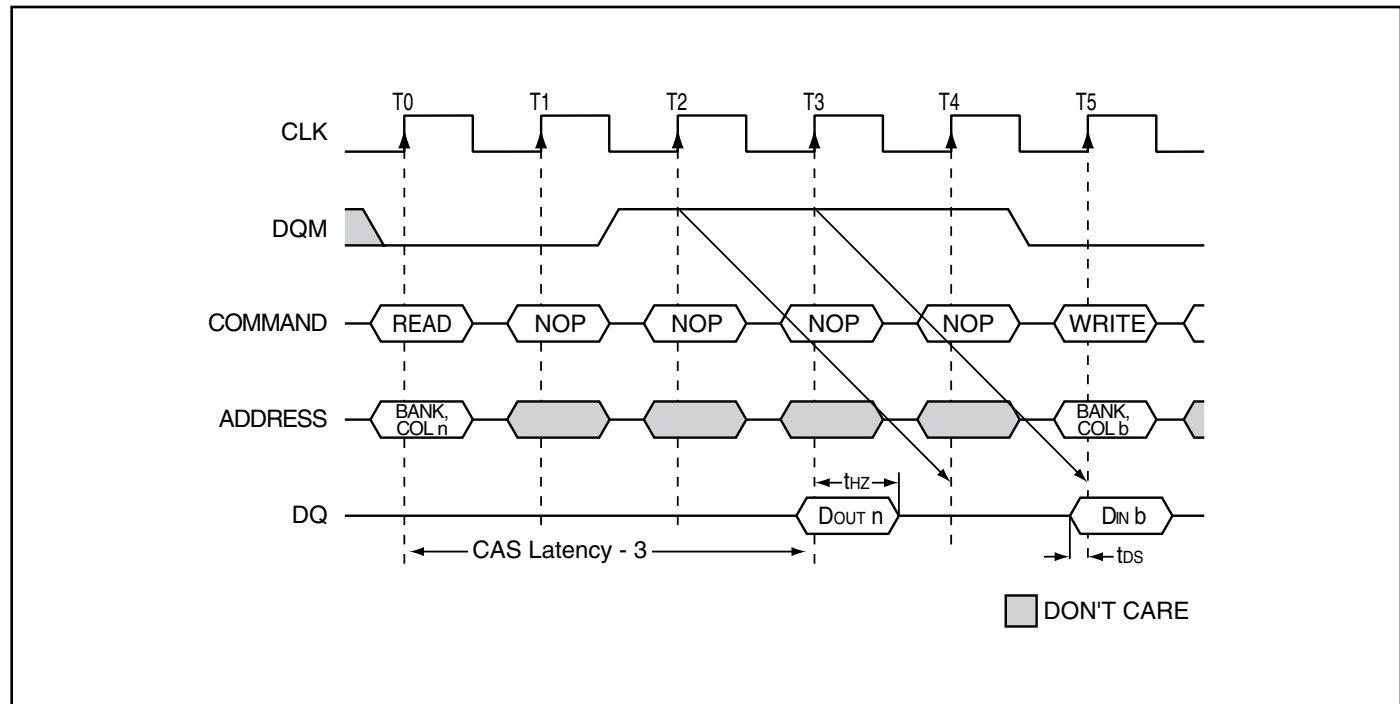 T0 T1 T2 T3 T4 T5
CLK
DQM
COMMAND READ NOP NOP NOP NOP WRITE
ADDRESS BANK, COL n BANK, COL b
tHZ
DQ DOUT n DIN b
CAS Latency - 3 tDS
DON'T CARE